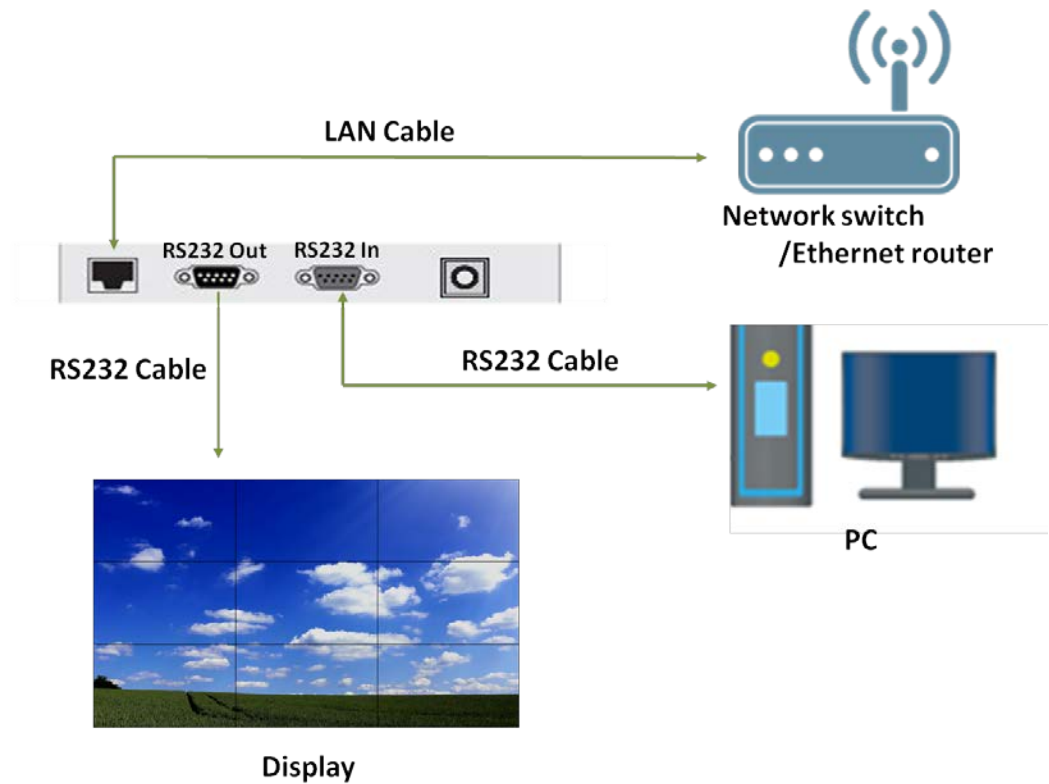 LAN Cable
Network switch
/Ethernet router
RS232 Out
RS232 In
RS232 Cable
RS232 Cable
PC
Display